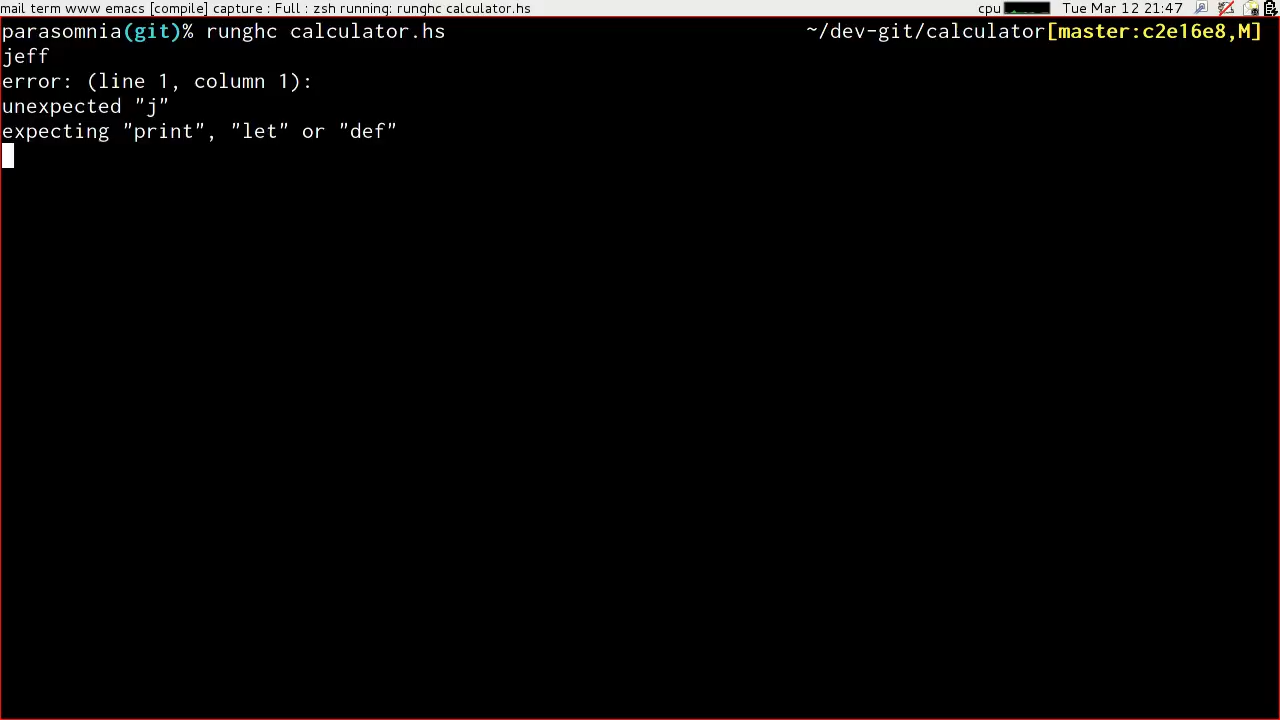 mail term www emacs [compile] capture : Full : zsh running: runghc calculator.hs cpu Tue Mar 12 21:47
parasomnia(git)% runghc calculator.hs ~/dev-git/calculator[master:c2e16e8,M]
jeff
error: (line 1, column 1):
unexpected "j"
expecting "print", "let" or "def"